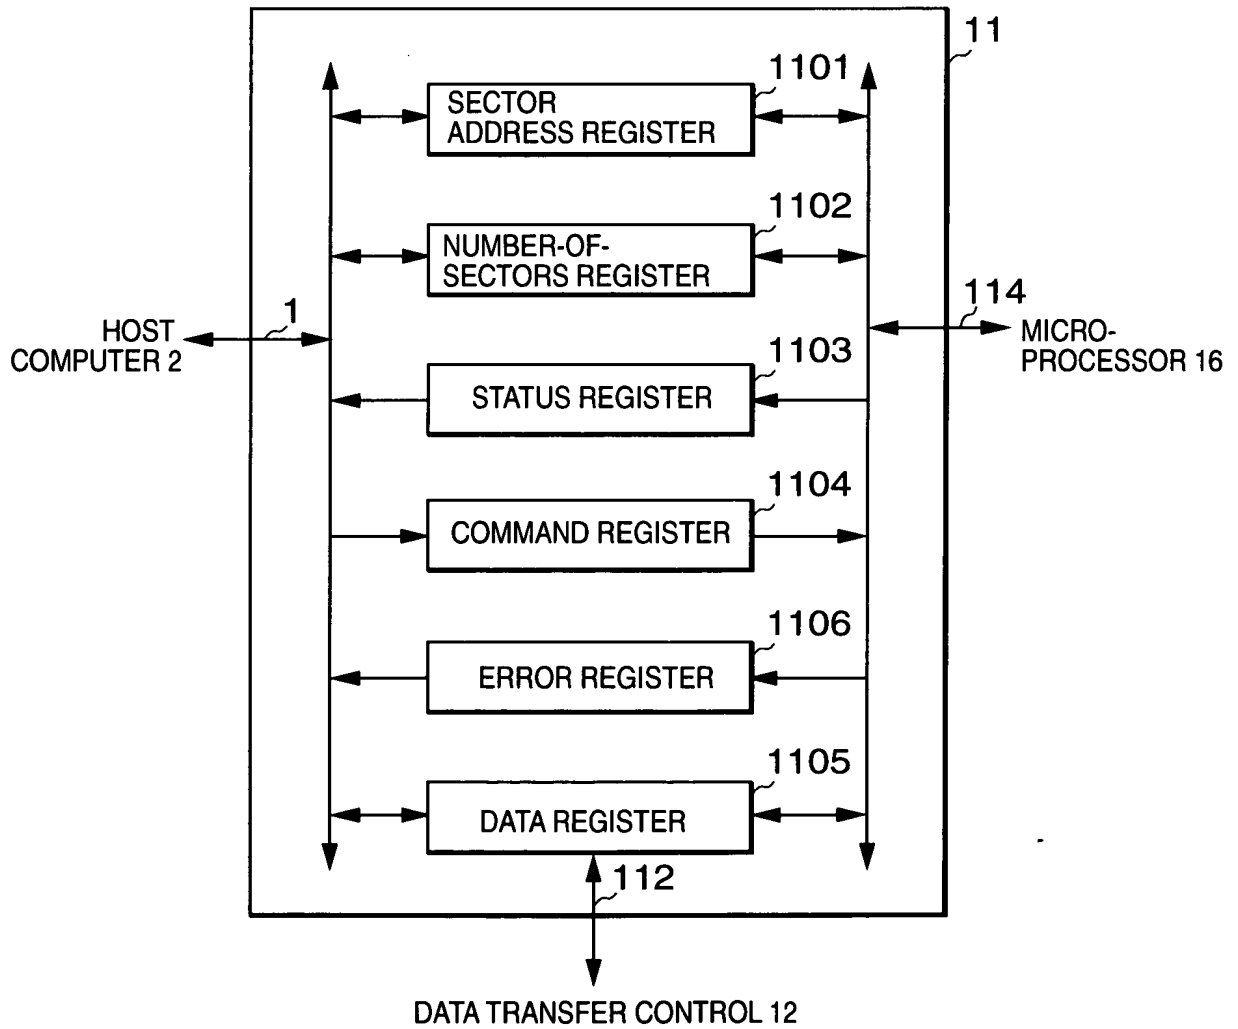 11
1101
SECTOR
ADDRESS REGISTER
1102
NUMBER-OF-
SECTORS REGISTER
1
HOST
COMPUTER 2
114
MICRO-
PROCESSOR 16
1103
STATUS REGISTER
1104
COMMAND REGISTER
1106
ERROR REGISTER
1105
DATA REGISTER
112
DATA TRANSFER CONTROL 12